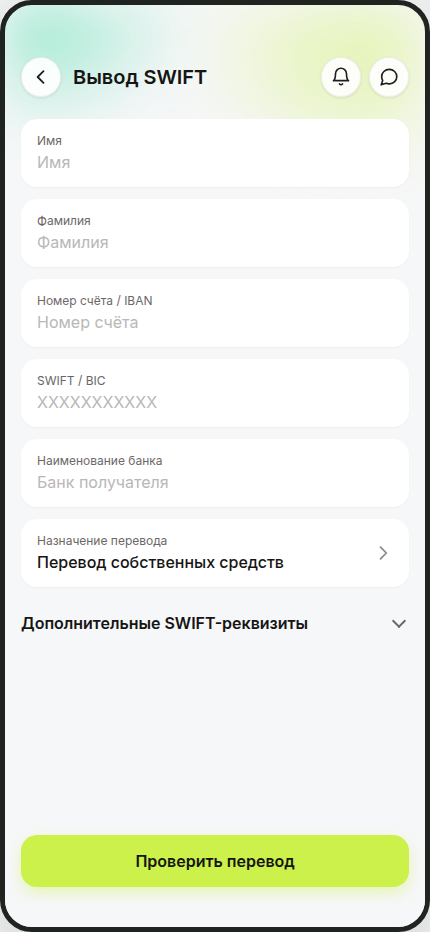 Вывод SWIFT
Имя
Имя
Фамилия
Фамилия
Номер счёта / IBAN
Номер счёта
SWIFT / BIC
XXXXXXXXXXX
Наименование банка
Банк получателя
Назначение перевода
Перевод собственных средств
Дополнительные SWIFT-реквизиты
Проверить перевод